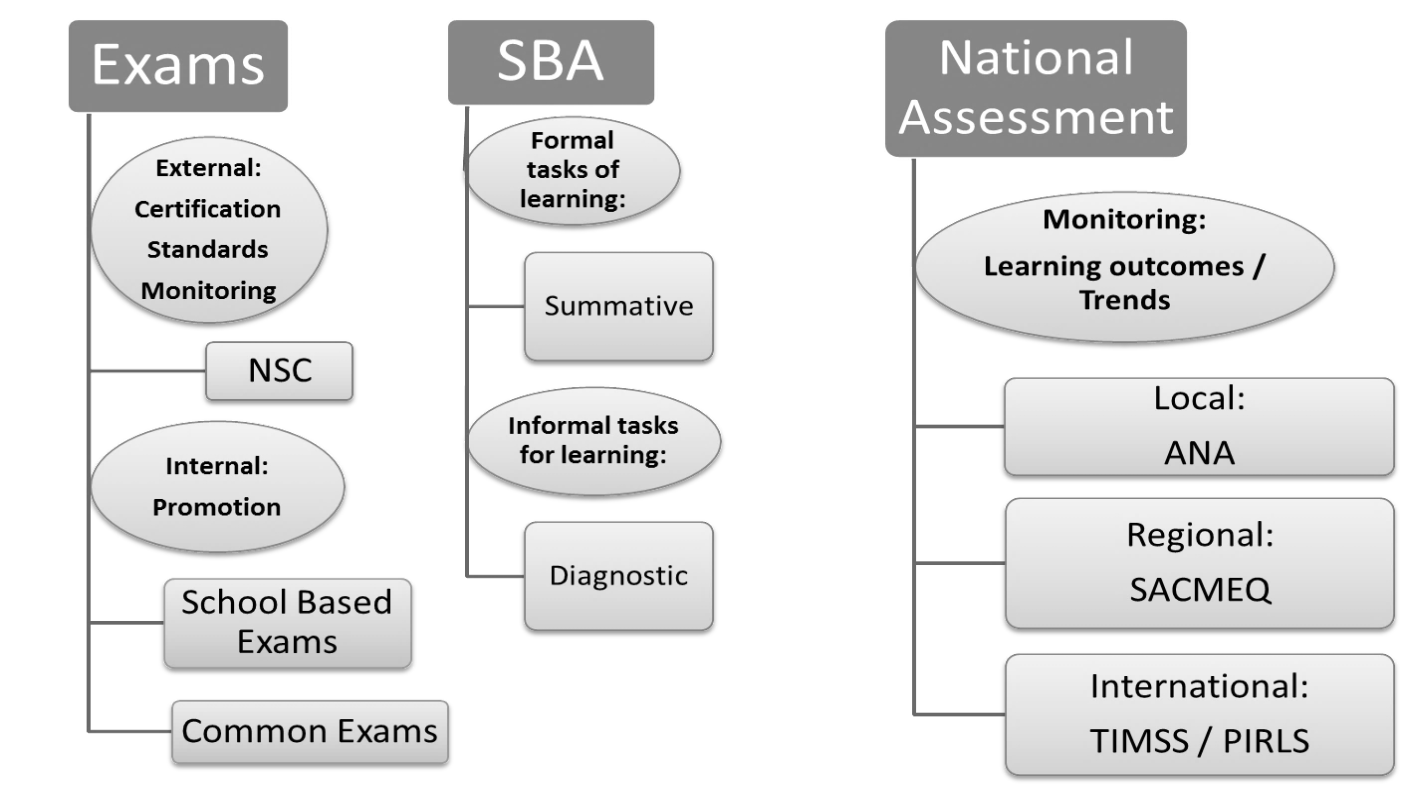 Exams
External:
Certification
Standards
Monitoring
NSC
Internal:
Promotion
School Based
Exams
Common Exams
SBA
Formal
tasks of
learning:
Summative
Informal tasks
for learning:
Diagnostic
National
Assessment
Monitoring:
Learning outcomes /
Trends
Local:
ANA
Regional:
SACMEQ
International:
TIMSS / PIRLS